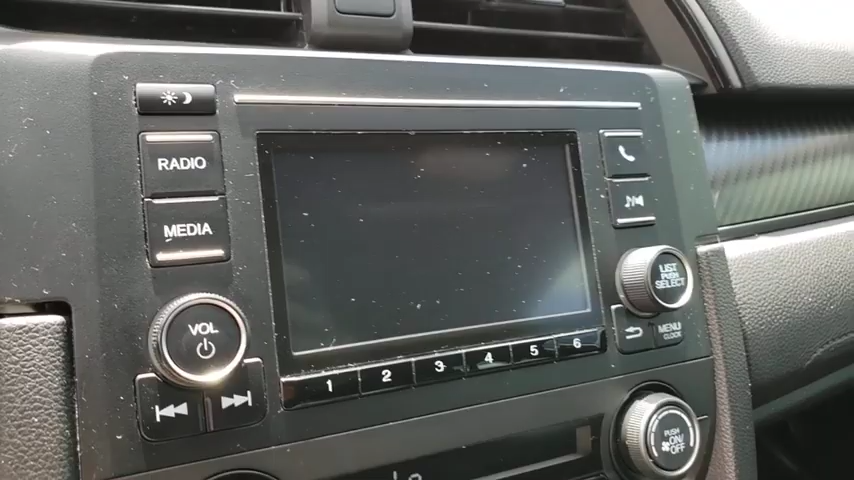 RADIO
MEDIA
VOL
1 2 3 4 5 6
LIST
PUSH
SELECT
MENU
CLOCK
PUSH
ON/
OFF